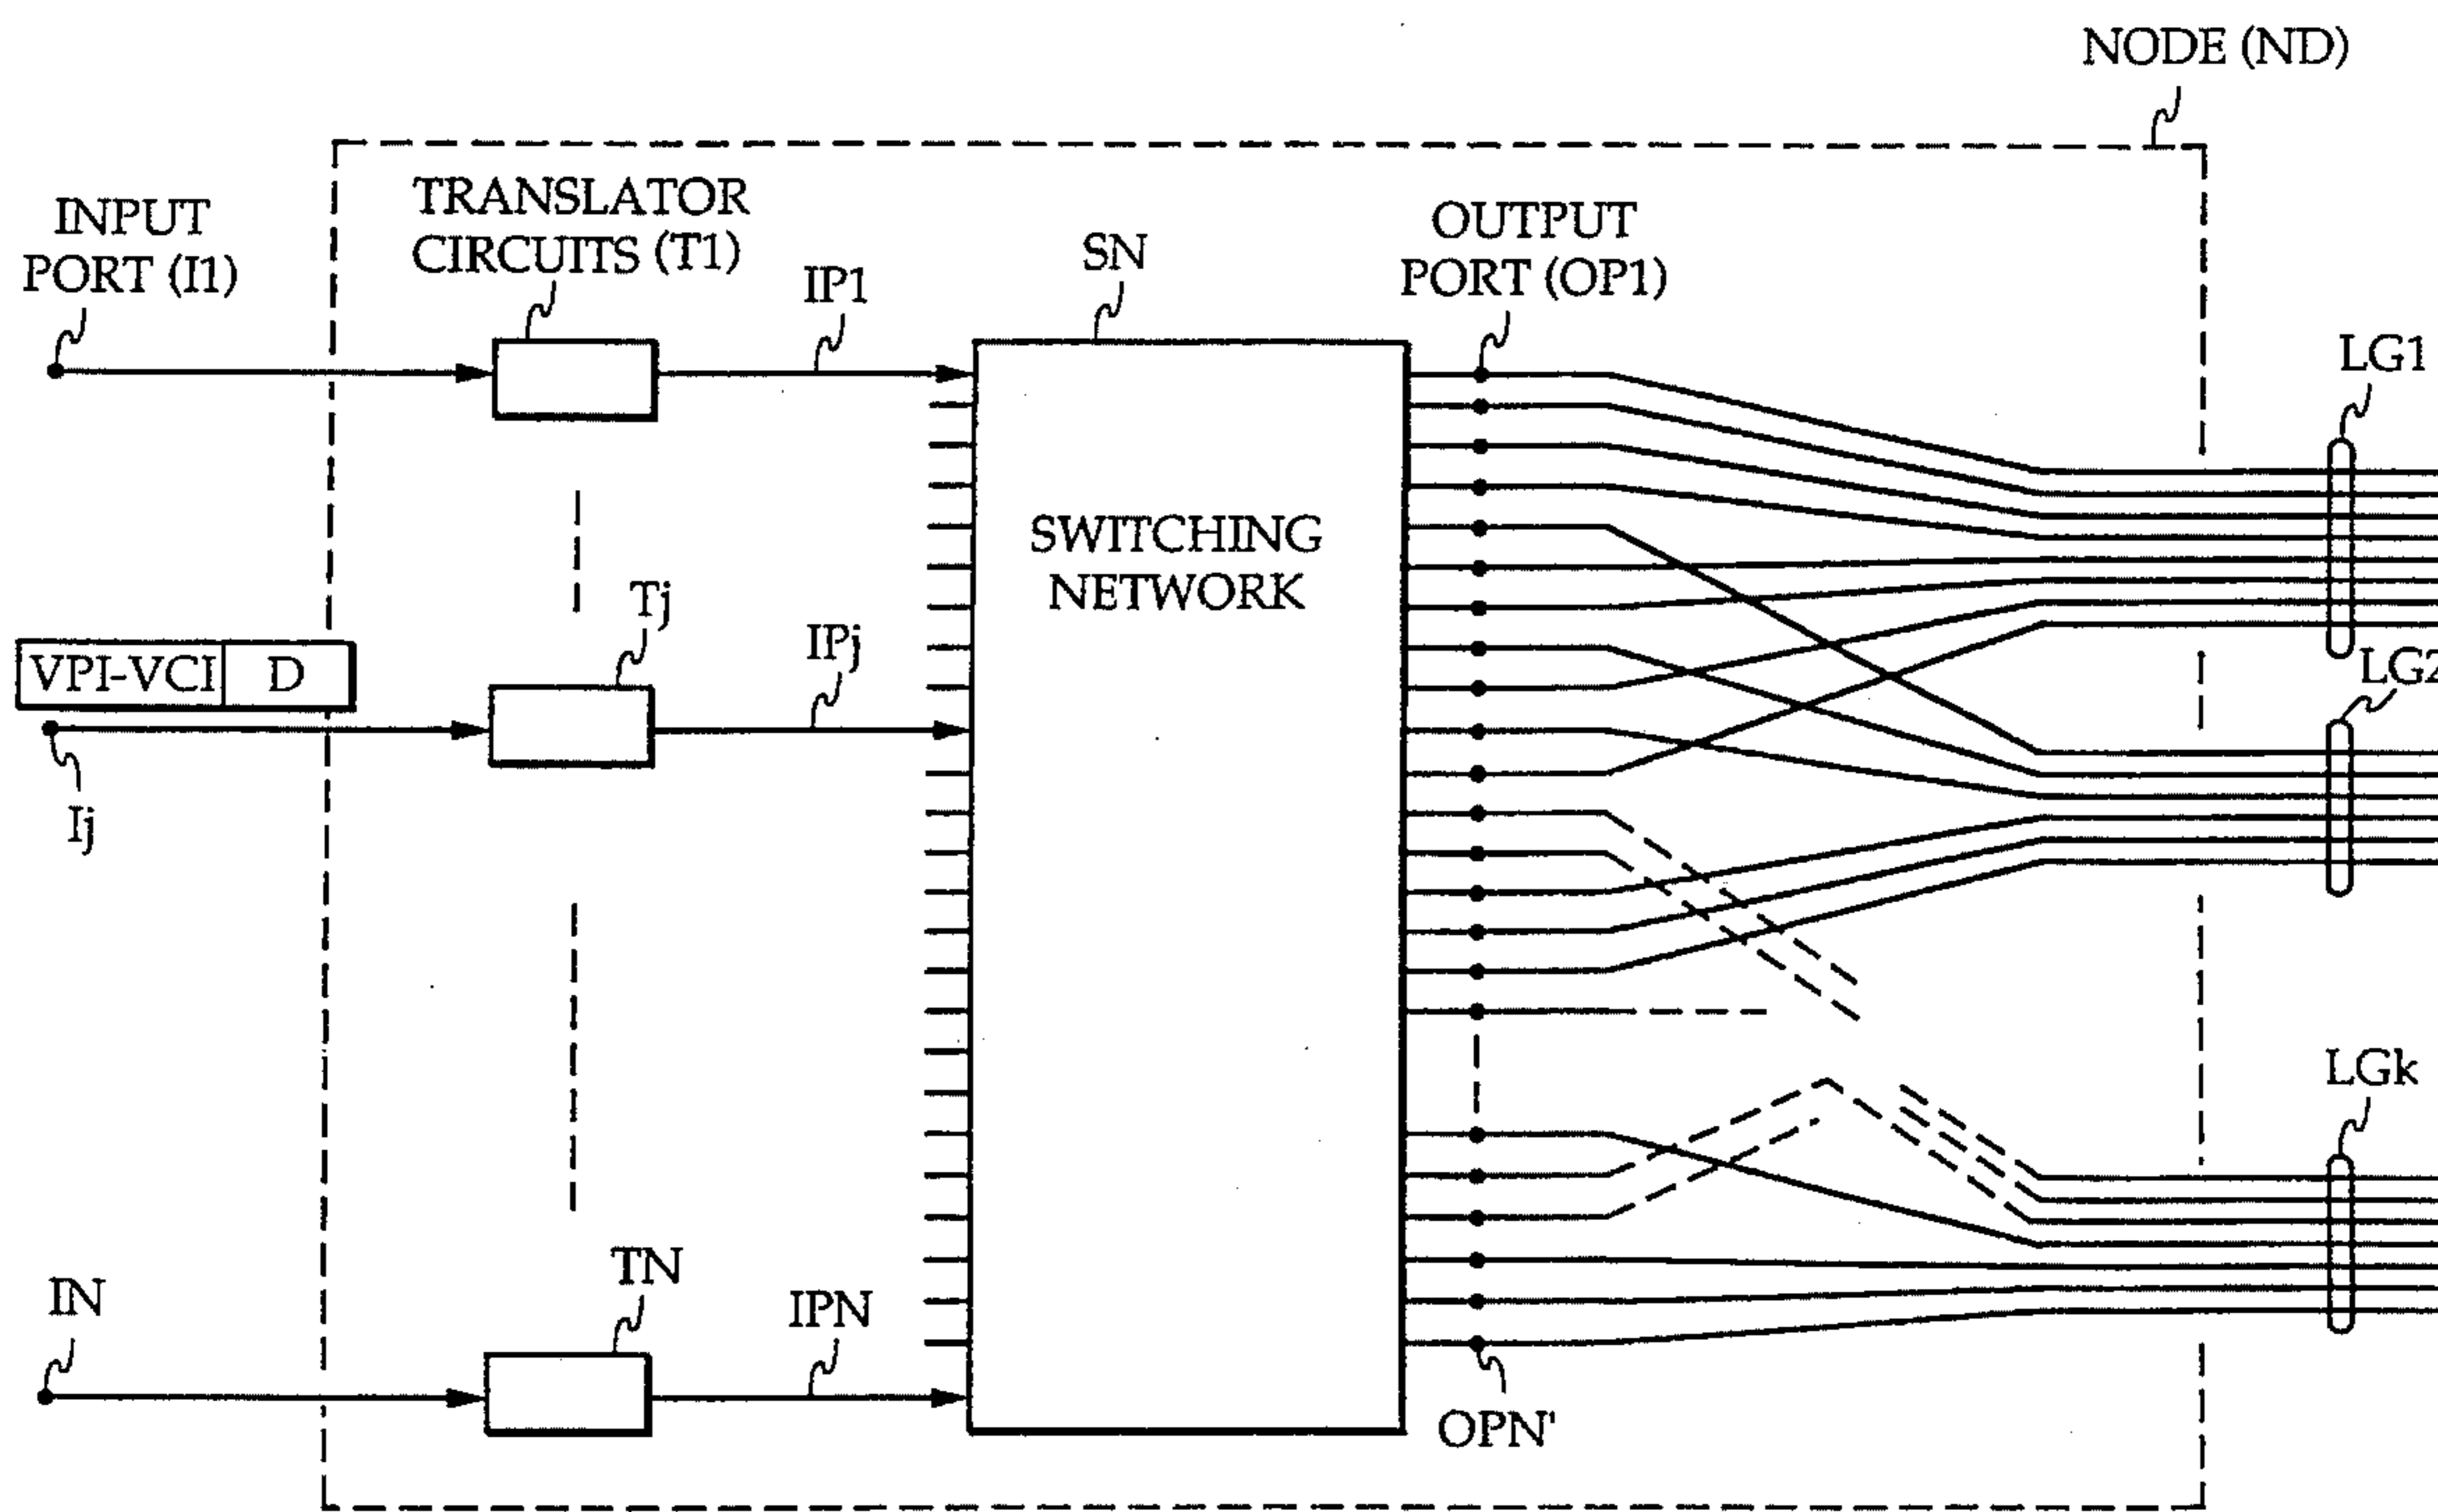 NODE (ND)
INPUT
PORT (I1)
TRANSLATOR
CIRCUITS (T1)
IP1
SN
OUTPUT
PORT (OP1)
LG1
SWITCHING
NETWORK
Tj
IPj
VPI-VCI D
LG2
Ij
LGk
IN
TN
IPN
OPN'